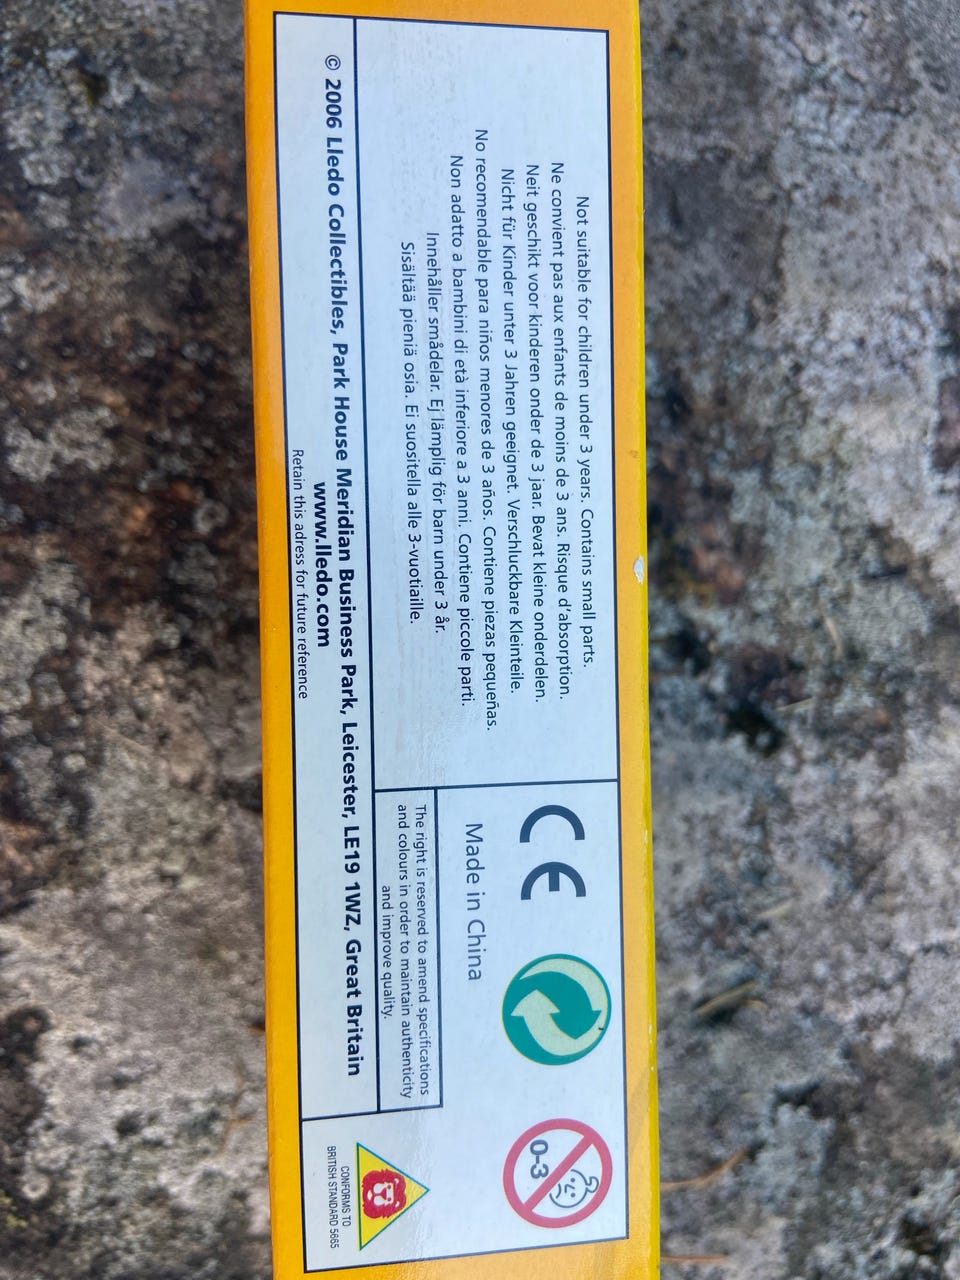 Not suitable for children under 3 years. Contains small parts.
Ne convient pas aux enfants de moins de 3 ans. Risque d'absorption.
Neit geschikt voor kinderen onder de 3 jaar. Bevat kleine onderdelen.
Nicht für Kinder unter 3 Jahren geeignet. Verschluckbare Kleinteile.
No recomendable para niños menores de 3 años. Contiene piezas pequeñas.
Non adatto a bambini di età inferiore a 3 anni. Contiene piccole parti.
Innehåller smådelar. Ej lämplig för barn under 3 år.
Sisältää pieniä osia. Ei suositella alle 3-vuotiaille.
CE
0-3
Made in China
The right is reserved to amend specifications
and colours in order to maintain authenticity
and improve quality.
© 2006 Lledo Collectibles, Park House Meridian Business Park, Leicester, LE19 1WZ, Great Britain
www.lledo.com
Retain this adress for future reference
CONFORMS TO
BRITISH STANDARD 5665